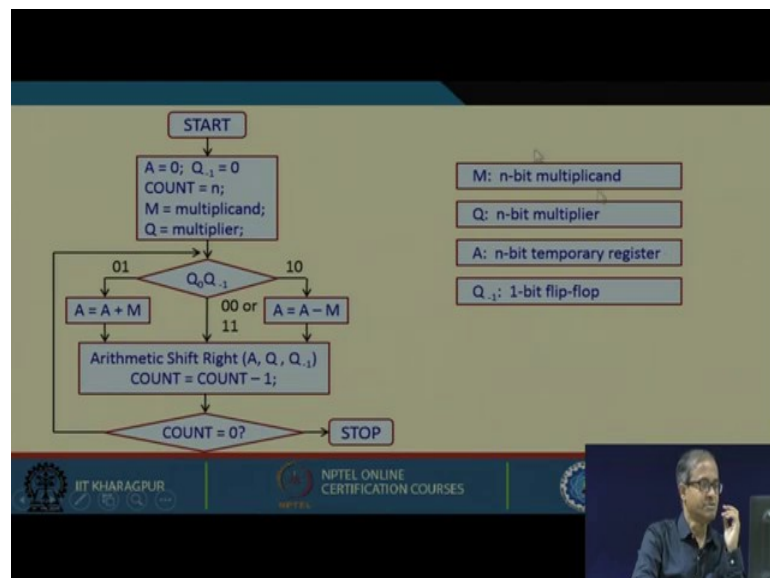 START
A = 0; Q₋₁ = 0
COUNT = n;
M = multiplicand;
Q = multiplier;
01
Q₀Q₋₁
10
A = A + M
00 or
11
A = A – M
Arithmetic Shift Right (A, Q, Q₋₁)
COUNT = COUNT – 1;
COUNT = 0?
STOP
M: n-bit multiplicand
Q: n-bit multiplier
A: n-bit temporary register
Q₋₁: 1-bit flip-flop
IIT KHARAGPUR
NPTEL
NPTEL ONLINE
CERTIFICATION COURSES